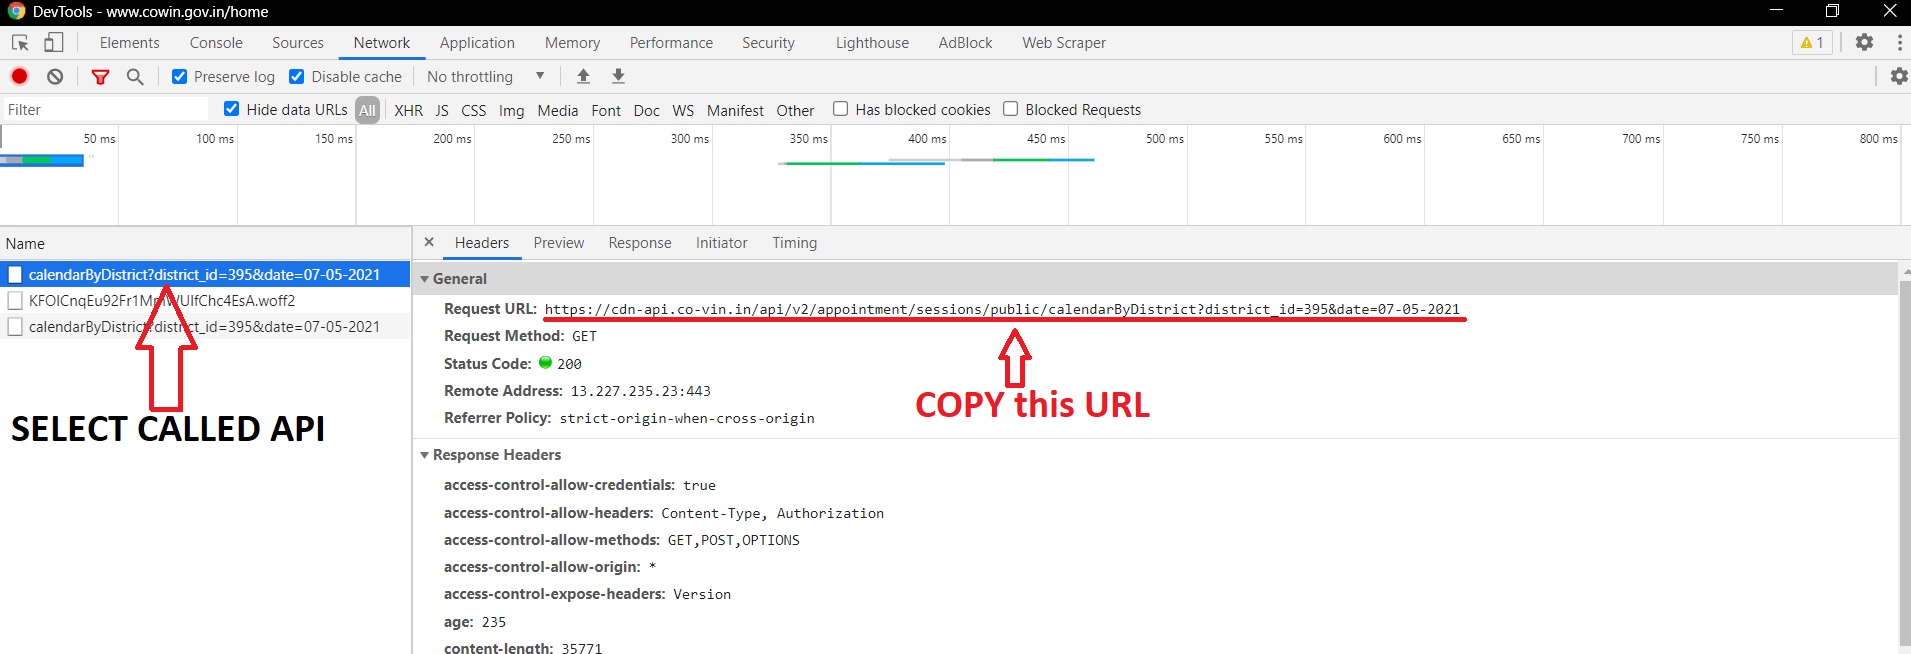 DevTools - www.cowin.gov.in/home
Elements Console Sources Network Application Memory Performance Security Lighthouse AdBlock Web Scraper 1
Preserve log Disable cache No throttling
Filter Hide data URLs All XHR JS CSS Img Media Font Doc WS Manifest Other Has blocked cookies Blocked Requests
50 ms 100 ms 150 ms 200 ms 250 ms 300 ms 350 ms 400 ms 450 ms 500 ms 550 ms 600 ms 650 ms 700 ms 750 ms 800 ms
Name
calendarByDistrict?district_id=395&date=07-05-2021
calendarByDistrict?district_id=395&date=07-05-2021
SELECT CALLED API
Headers Preview Response Initiator Timing
General
Request URL: https://cdn-api.co-vin.in/api/v2/appointment/sessions/public/calendarByDistrict?district_id=395&date=07-05-2021
Request Method: GET
Status Code: 200
Remote Address: 13.227.235.23:443
Referrer Policy: strict-origin-when-cross-origin
COPY this URL
Response Headers
access-control-allow-credentials: true
access-control-allow-headers: Content-Type, Authorization
access-control-allow-methods: GET,POST,OPTIONS
access-control-allow-origin: *
access-control-expose-headers: Version
age: 235
content-length: 35771